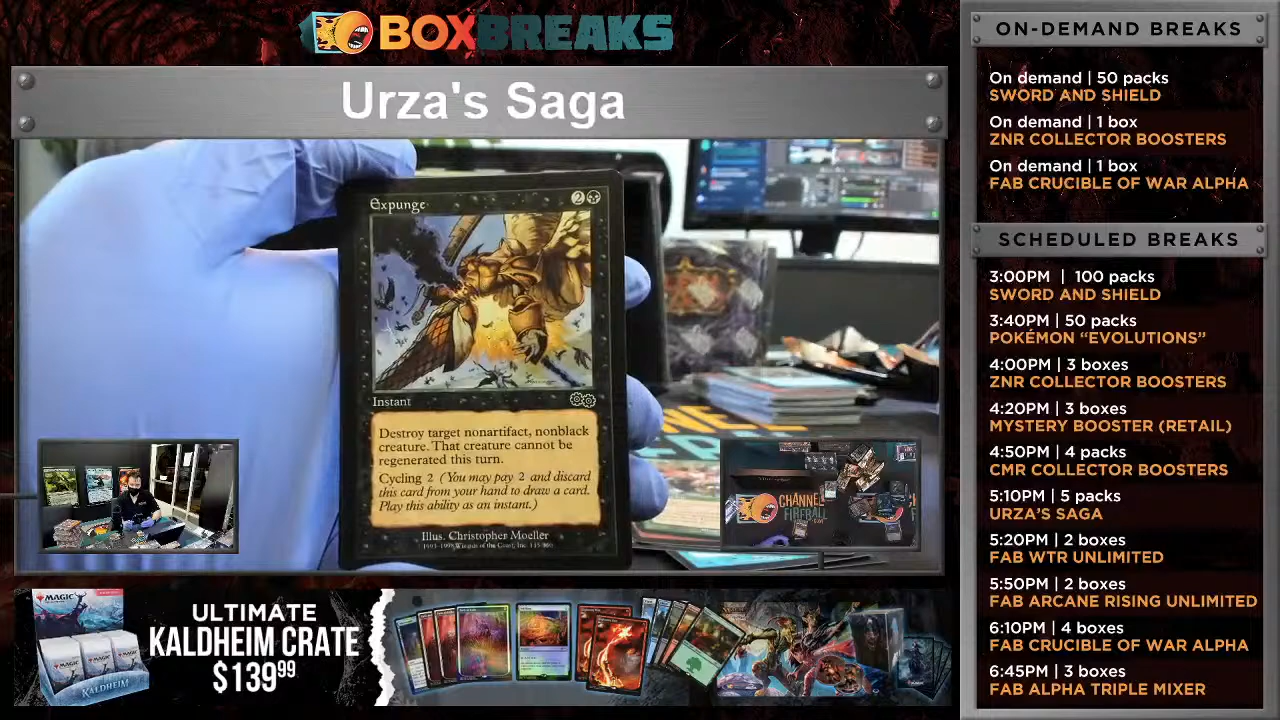 BOXBREAKS
Urza's Saga
Expunge
2
Instant
Destroy target nonartifact, nonblack
creature. That creature cannot be
regenerated this turn.
Cycling 2 (You may pay 2 and discard
this card from your hand to draw a card.
Play this ability as an instant.)
Illus. Christopher Moeller
CHANNEL
FIREBALL
ULTIMATE
KALDHEIM CRATE
$139.99
MAGIC
KALDHEIM
ON-DEMAND BREAKS
On demand | 50 packs
SWORD AND SHIELD
On demand | 1 box
ZNR COLLECTOR BOOSTERS
On demand | 1 box
FAB CRUCIBLE OF WAR ALPHA
SCHEDULED BREAKS
3:00PM | 100 packs
SWORD AND SHIELD
3:40PM | 50 packs
POKÉMON “EVOLUTIONS”
4:00PM | 3 boxes
ZNR COLLECTOR BOOSTERS
4:20PM | 3 boxes
MYSTERY BOOSTER (RETAIL)
4:50PM | 4 packs
CMR COLLECTOR BOOSTERS
5:10PM | 5 packs
URZA'S SAGA
5:20PM | 2 boxes
FAB WTR UNLIMITED
5:50PM | 2 boxes
FAB ARCANE RISING UNLIMITED
6:10PM | 4 boxes
FAB CRUCIBLE OF WAR ALPHA
6:45PM | 3 boxes
FAB ALPHA TRIPLE MIXER